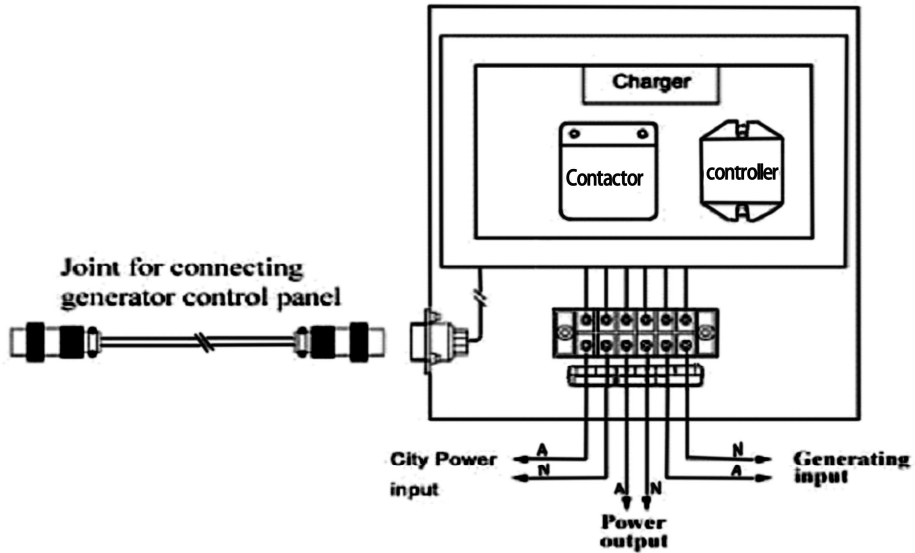 Charger
Contactor
controller
Joint for connecting
generator control panel
City Power
input
A
N
A
N
Power
output
N
A
Generating
input